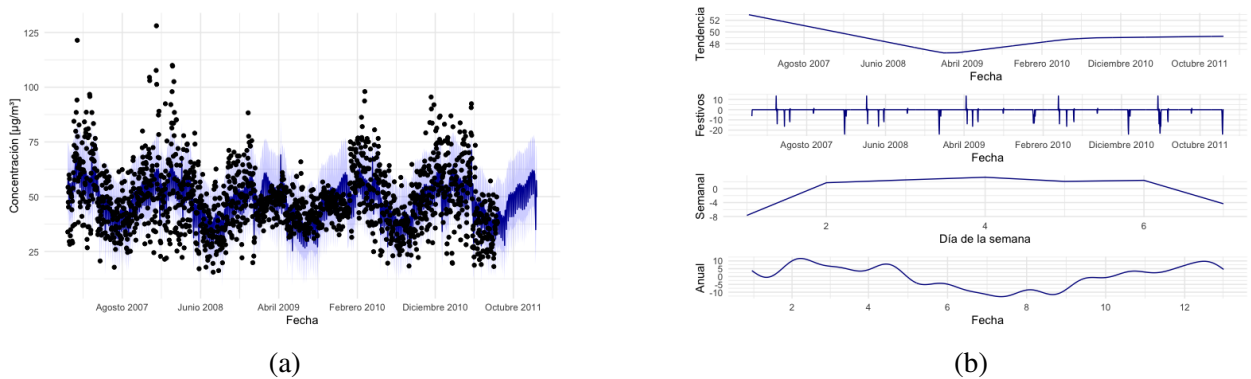 125
100
75
50
25
Concentración [µg/m³]
Agosto 2007 Junio 2008 Abril 2009 Febrero 2010 Diciembre 2010 Octubre 2011
Fecha
(a)
Tendencia
52
50
48
Agosto 2007 Junio 2008 Abril 2009 Febrero 2010 Diciembre 2010 Octubre 2011
Fecha
Festivos
10
0
-10
-20
Agosto 2007 Junio 2008 Abril 2009 Febrero 2010 Diciembre 2010 Octubre 2011
Fecha
Semanal
0
-4
-8
2 4 6
Día de la semana
Anual
10
5
0
-5
-10
2 4 6 8 10 12
Fecha
(b)